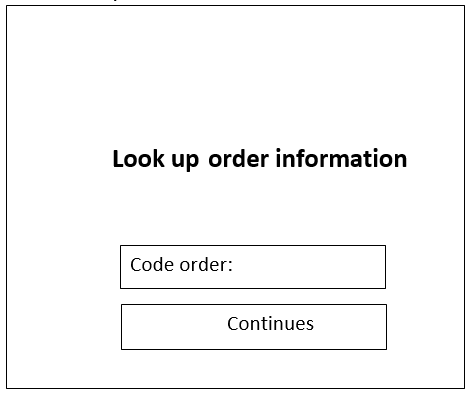 Look up order information
Code order:
Continues